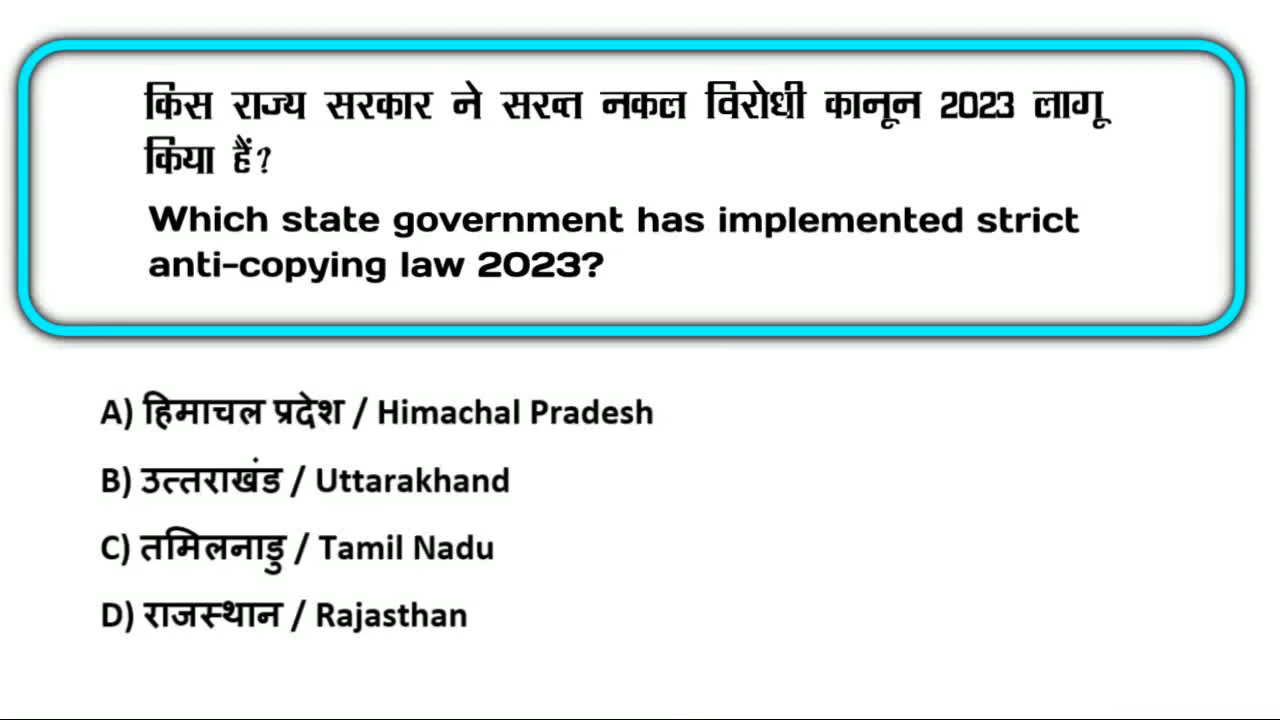 किस राज्य सरकार ने सख्त नकल विरोधी कानून 2023 लागू
किया हैं?
Which state government has implemented strict
anti-copying law 2023?
A) हिमाचल प्रदेश / Himachal Pradesh
B) उत्तराखंड / Uttarakhand
C) तमिलनाडु / Tamil Nadu
D) राजस्थान / Rajasthan